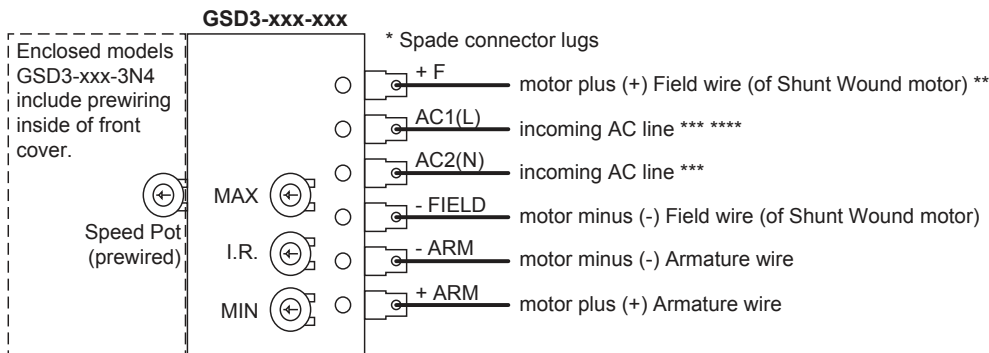 GSD3-xxx-xxx
Enclosed models
GSD3-xxx-3N4
include prewiring
inside of front
cover.
Speed Pot
(prewired)
MAX
I.R.
MIN
* Spade connector lugs
+ F
motor plus (+) Field wire (of Shunt Wound motor) **
AC1(L)
incoming AC line *** ****
AC2(N)
incoming AC line ***
- FIELD
motor minus (-) Field wire (of Shunt Wound motor)
- ARM
motor minus (-) Armature wire
+ ARM
motor plus (+) Armature wire